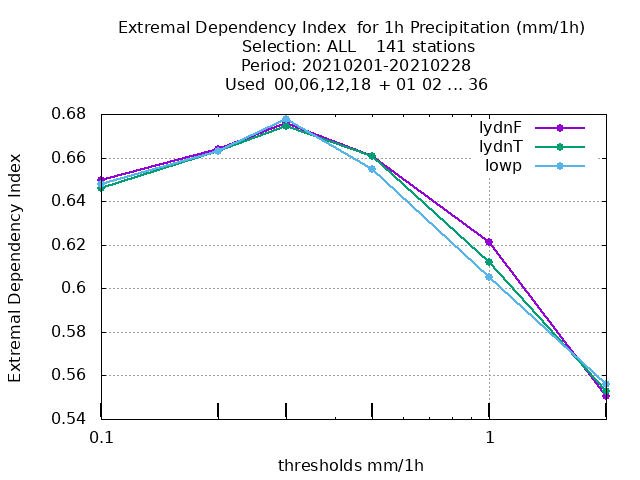 Extremal Dependency Index  for 1h Precipitation (mm/1h)
Selection: ALL    141 stations
Period: 20210201-20210228
Used  00,06,12,18  + 01 02 ... 36
lydnF
lydnT
lowp
Extremal Dependency Index
0.68
0.66
0.64
0.62
0.6
0.58
0.56
0.54
0.1
1
thresholds mm/1h